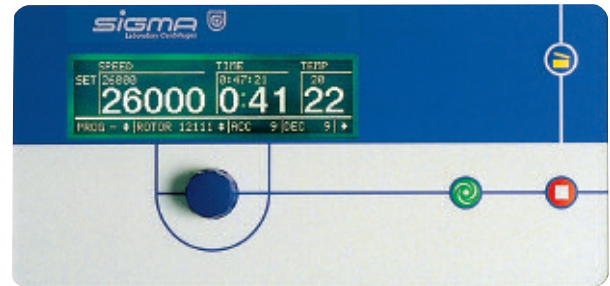 sigma
Laboratory Centrifuges
SPEED TIME TEMP
SET 26000 0:47:21 20
26000 0:41 22
PROG - ♦ ROTOR 12111 ♦ ACC 9 DEC 9 ♦